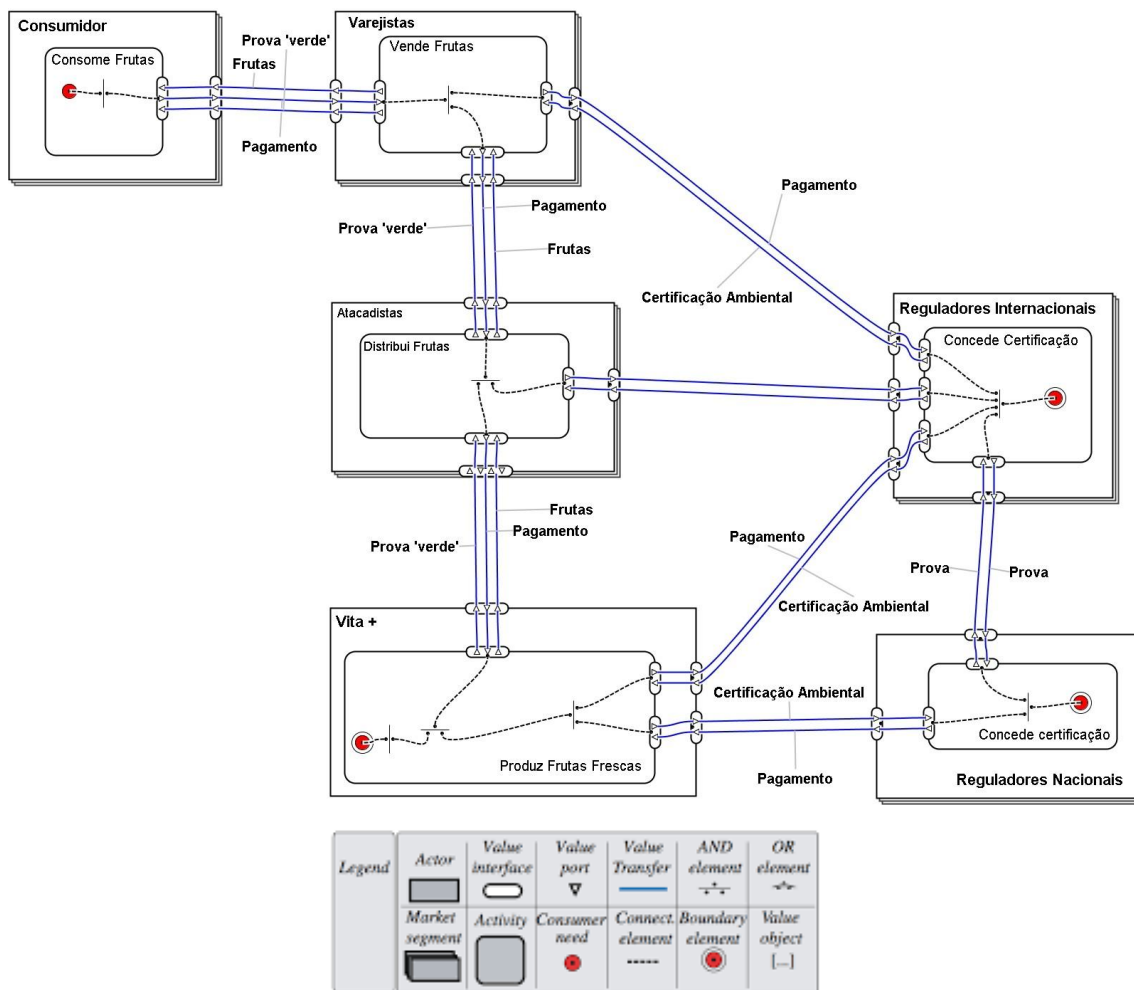 Consumidor
Consome Frutas
Prova 'verde'
Frutas
Pagamento
Varejistas
Vende Frutas
Pagamento
Certificação Ambiental
Prova 'verde'
Pagamento
Frutas
Atacadistas
Distribui Frutas
Reguladores Internacionais
Concede Certificação
Prova 'verde'
Frutas
Pagamento
Pagamento
Certificação Ambiental
Prova
Prova
Vita +
Produz Frutas Frescas
Certificação Ambiental
Pagamento
Concede certificação
Reguladores Nacionais
Legend
Actor
Value
interface
Value
port
Value
Transfer
AND
element
OR
element
Market
segment
Activity
Consumer
need
Connect.
element
Boundary
element
Value
object
[...]